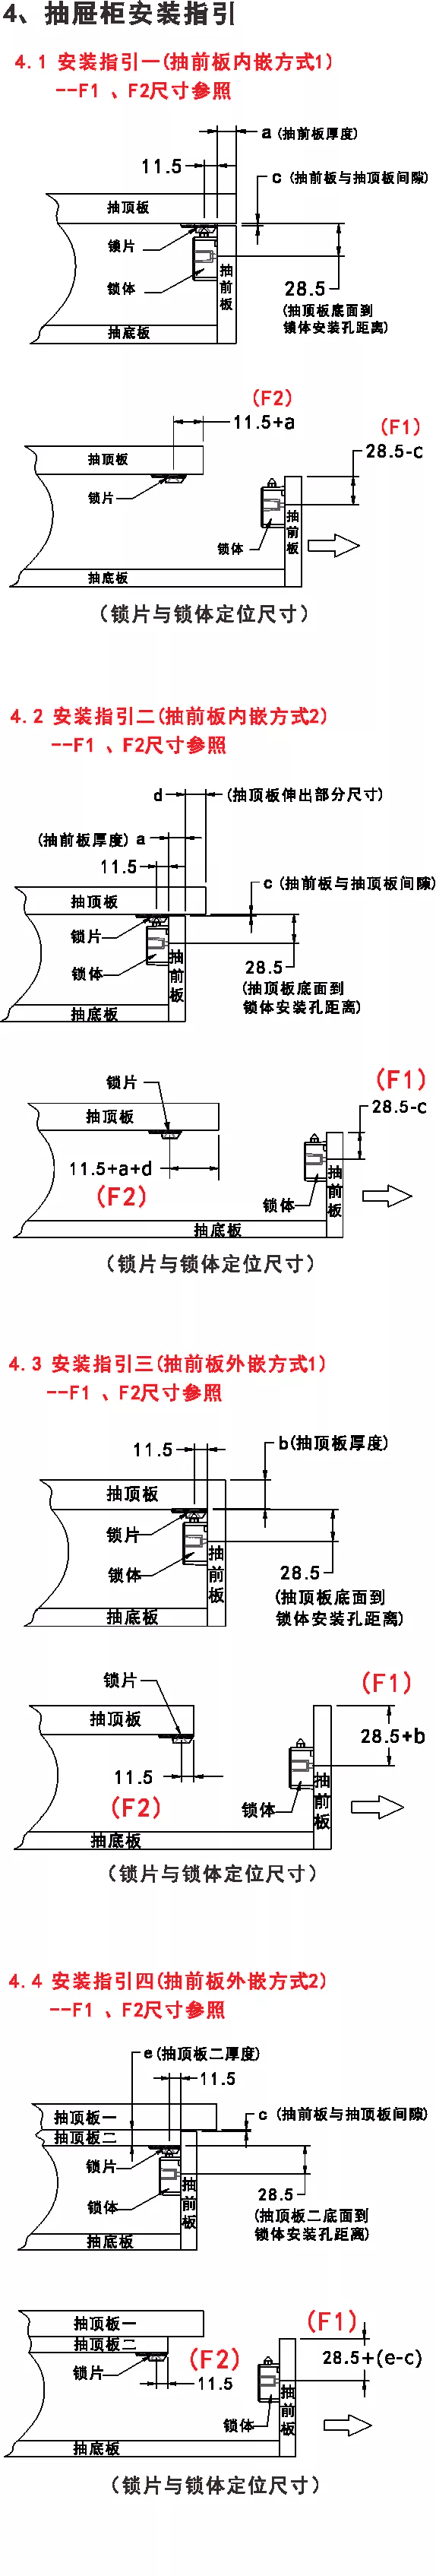 4、抽屉柜安装指引
4.1 安装指引一(抽前板内嵌方式1)
--F1 、F2尺寸参照
a (抽前板厚度)
11.5
c (抽前板与抽顶板间隙)
抽顶板
锁片
锁体
抽前板
28.5
(抽顶板底面到
锁体安装孔距离)
抽底板
(F2)
11.5+a
(F1)
28.5-c
抽顶板
锁片
抽前板
锁体
抽底板
(锁片与锁体定位尺寸)
4.2 安装指引二(抽前板内嵌方式2)
--F1 、F2尺寸参照
d (抽顶板伸出部分尺寸)
(抽前板厚度) a
11.5
c (抽前板与抽顶板间隙)
抽顶板
锁片
锁体
抽前板
28.5
(抽顶板底面到
锁体安装孔距离)
抽底板
锁片
(F1)
抽顶板
28.5-c
11.5+a+d
(F2)
抽前板
锁体
抽底板
(锁片与锁体定位尺寸)
4.3 安装指引三(抽前板外嵌方式1)
--F1 、F2尺寸参照
11.5
b(抽顶板厚度)
抽顶板
锁片
锁体
抽前板
28.5
(抽顶板底面到
锁体安装孔距离)
抽底板
锁片
(F1)
抽顶板
28.5+b
11.5
(F2)
抽前板
锁体
抽底板
(锁片与锁体定位尺寸)
4.4 安装指引四(抽前板外嵌方式2)
--F1 、F2尺寸参照
e (抽顶板二厚度)
11.5
抽顶板一
c (抽前板与抽顶板间隙)
抽顶板二
锁片
锁体
抽前板
28.5
(抽顶板二底面到
锁体安装孔距离)
抽底板
(F1)
抽顶板一
抽顶板二
(F2)
28.5+(e-c)
锁片
11.5
抽前板
锁体
抽底板
(锁片与锁体定位尺寸)